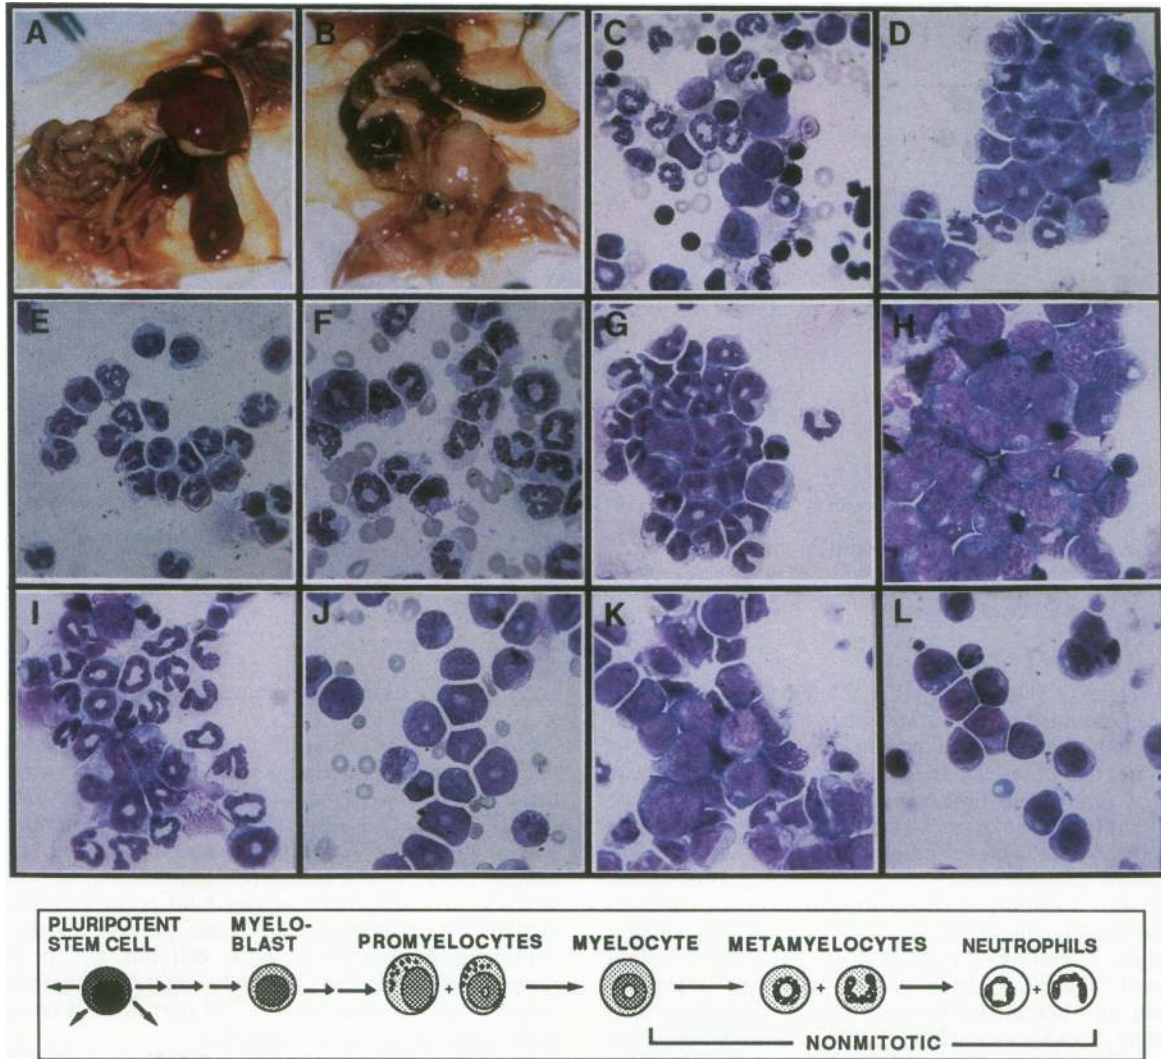 A
B
C
D
E
F
G
H
I
J
K
L
PLURIPOTENT
STEM CELL
MYELO-
BLAST
PROMYELOCYTES
MYELOCYTE
METAMYELOCYTES
NEUTROPHILS
+
+
+
NONMITOTIC